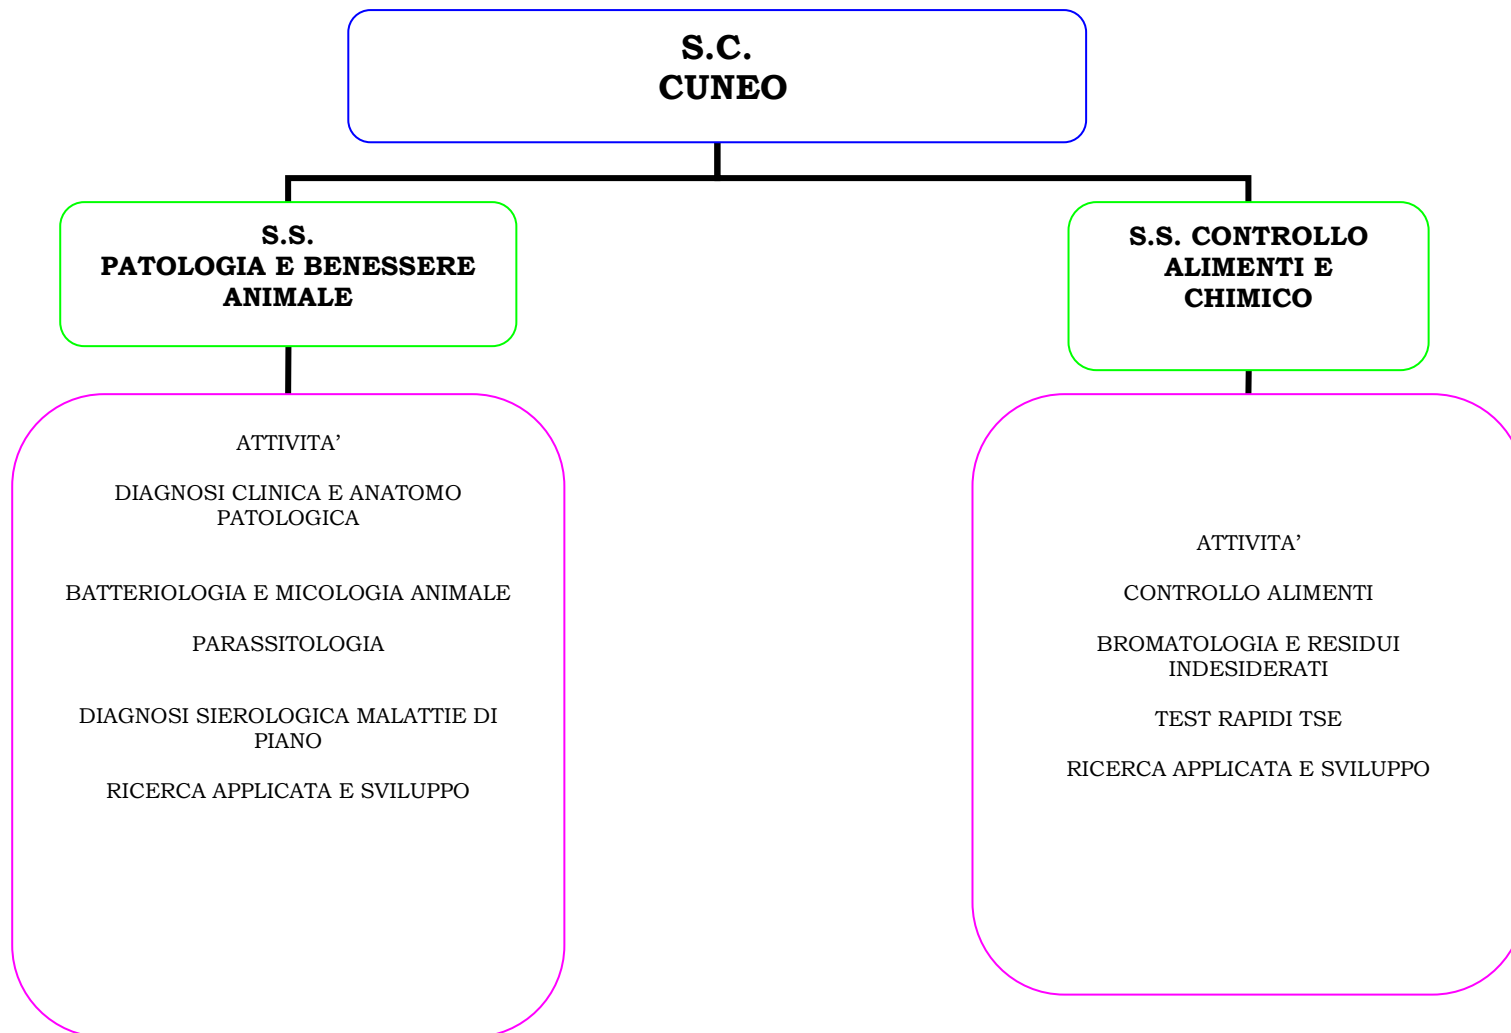 S.C.
CUNEO
S.S.
PATOLOGIA E BENESSERE
ANIMALE
S.S. CONTROLLO
ALIMENTI E
CHIMICO
ATTIVITA’
DIAGNOSI CLINICA E ANATOMO
PATOLOGICA
BATTERIOLOGIA E MICOLOGIA ANIMALE
PARASSITOLOGIA
DIAGNOSI SIEROLOGICA MALATTIE DI
PIANO
RICERCA APPLICATA E SVILUPPO
ATTIVITA’
CONTROLLO ALIMENTI
BROMATOLOGIA E RESIDUI
INDESIDERATI
TEST RAPIDI TSE
RICERCA APPLICATA E SVILUPPO